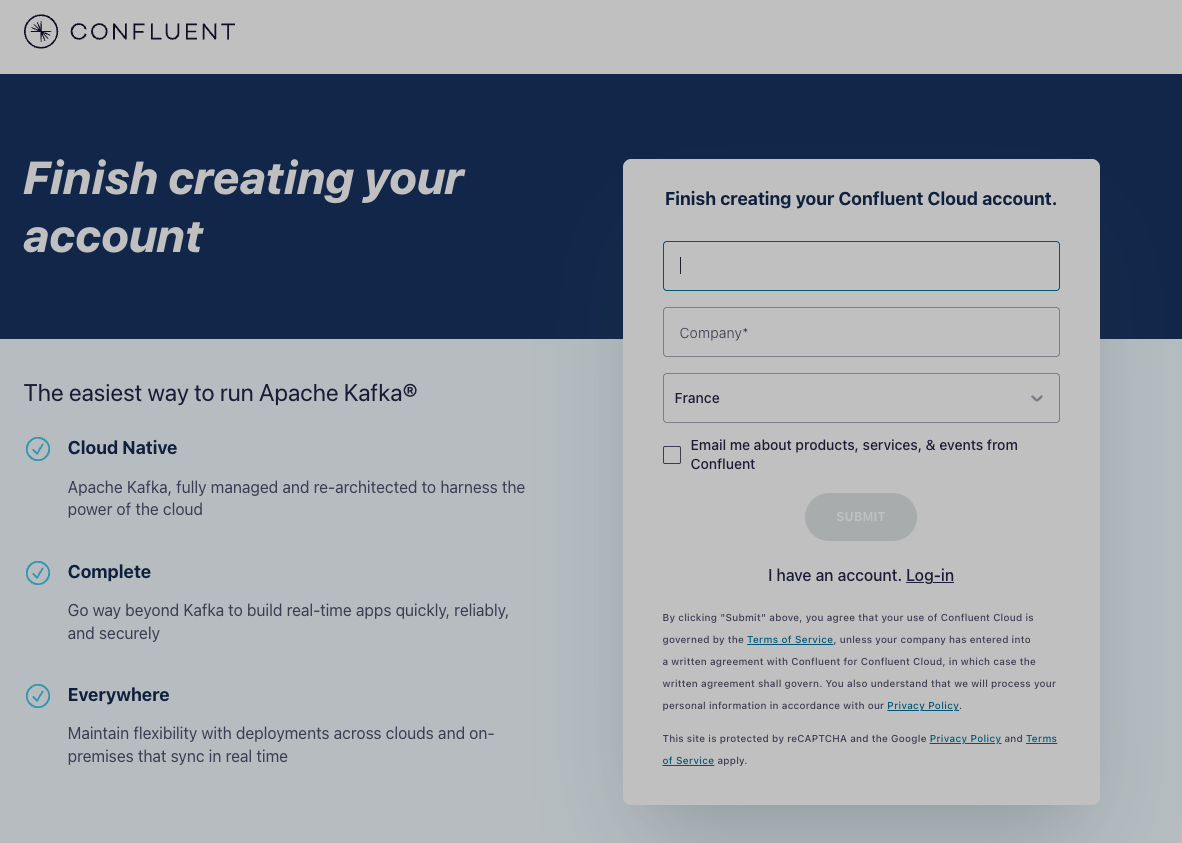 CONFLUENT
Finish creating your
account
The easiest way to run Apache Kafka®
Cloud Native
Apache Kafka, fully managed and re-architected to harness the
power of the cloud
Complete
Go way beyond Kafka to build real-time apps quickly, reliably,
and securely
Everywhere
Maintain flexibility with deployments across clouds and on-
premises that sync in real time
Finish creating your Confluent Cloud account.
Company*
France
Email me about products, services, & events from
Confluent
SUBMIT
I have an account. Log-in
By clicking "Submit" above, you agree that your use of Confluent Cloud is
governed by the Terms of Service, unless your company has entered into
a written agreement with Confluent for Confluent Cloud, in which case the
written agreement shall govern. You also understand that we will process your
personal information in accordance with our Privacy Policy.
This site is protected by reCAPTCHA and the Google Privacy Policy and Terms
of Service apply.